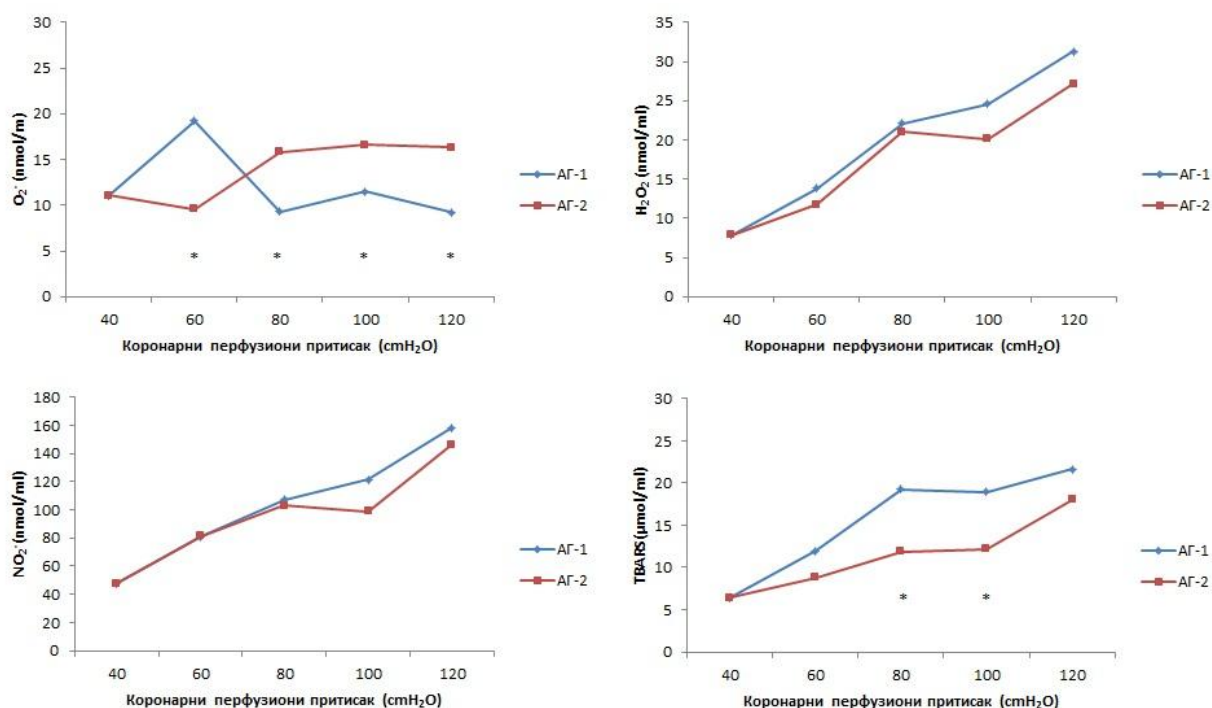 30
25
20
15
10
5
0
O₂⁻ (nmol/m)
* * * *
40 60 80 100 120
Коронарни перфузиони притисак (cmH₂O)
АГ-1
АГ-2
35
30
25
20
15
10
5
0
H₂O₂ (nmol/ml)
40 60 80 100 120
Коронарни перфузиони притисак (cmH₂O)
АГ-1
АГ-2
180
160
140
120
100
80
60
40
20
0
NO₂⁻(nmol/ml)
40 60 80 100 120
Коронарни перфузиони притисак (cmH₂O)
АГ-1
АГ-2
30
25
20
15
10
5
0
TBARS(μmol/ml)
* *
40 60 80 100 120
Коронарни перфузиони притисак (cmH₂O)
АГ-1
АГ-2